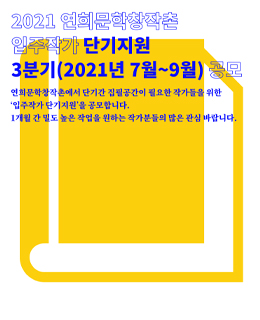 2021 연희문학창작촌
입주작가 단기지원
3분기(2021년 7월~9월) 공모
연희문학창작촌에서 단기간 집필공간이 필요한 작가들을 위한
'입주작가 단기지원'을 공모합니다.
1개월 간 밀도 높은 작업을 원하는 작가분들의 많은 관심 바랍니다.